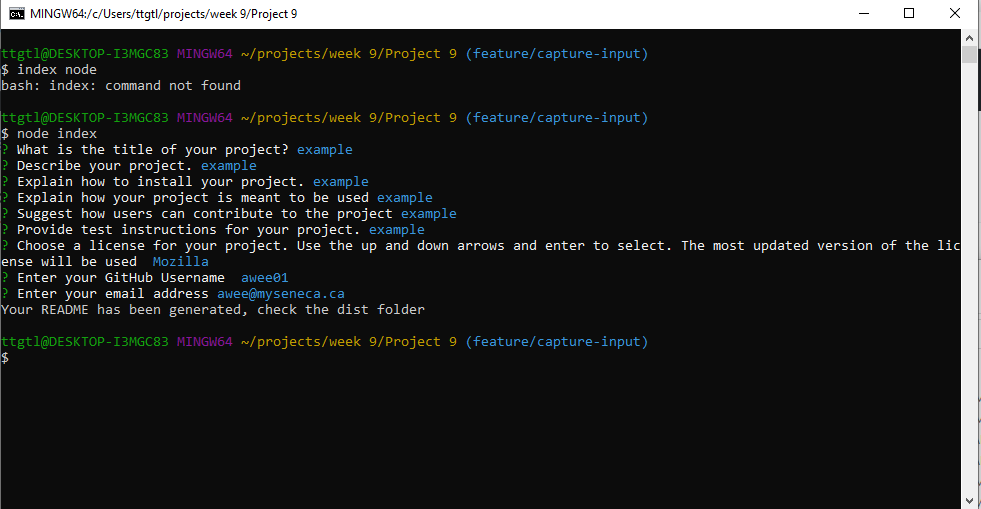 MINGW64:/c/Users/ttgtl/projects/week 9/Project 9
ttgtl@DESKTOP-I3MGC83 MINGW64 ~/projects/week 9/Project 9 (feature/capture-input)
$ index node
bash: index: command not found
ttgtl@DESKTOP-I3MGC83 MINGW64 ~/projects/week 9/Project 9 (feature/capture-input)
$ node index
? What is the title of your project? example
? Describe your project. example
? Explain how to install your project. example
? Explain how your project is meant to be used example
? Suggest how users can contribute to the project example
? Provide test instructions for your project. example
? Choose a license for your project. Use the up and down arrows and enter to select. The most updated version of the lic
ense will be used  Mozilla
? Enter your GitHub Username  awee01
? Enter your email address awee@myseneca.ca
Your README has been generated, check the dist folder
ttgtl@DESKTOP-I3MGC83 MINGW64 ~/projects/week 9/Project 9 (feature/capture-input)
$